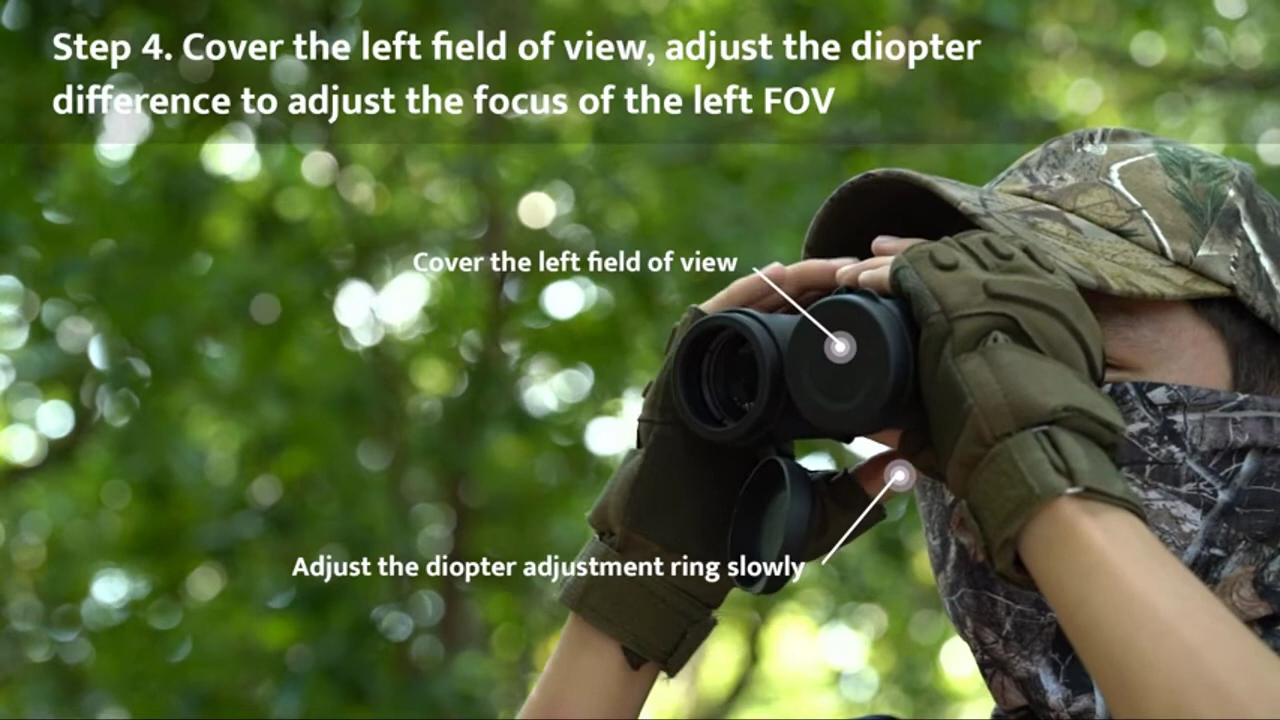 Step 4. Cover the left field of view, adjust the diopter
difference to adjust the focus of the left FOV
Cover the left field of view
Adjust the diopter adjustment ring slowly